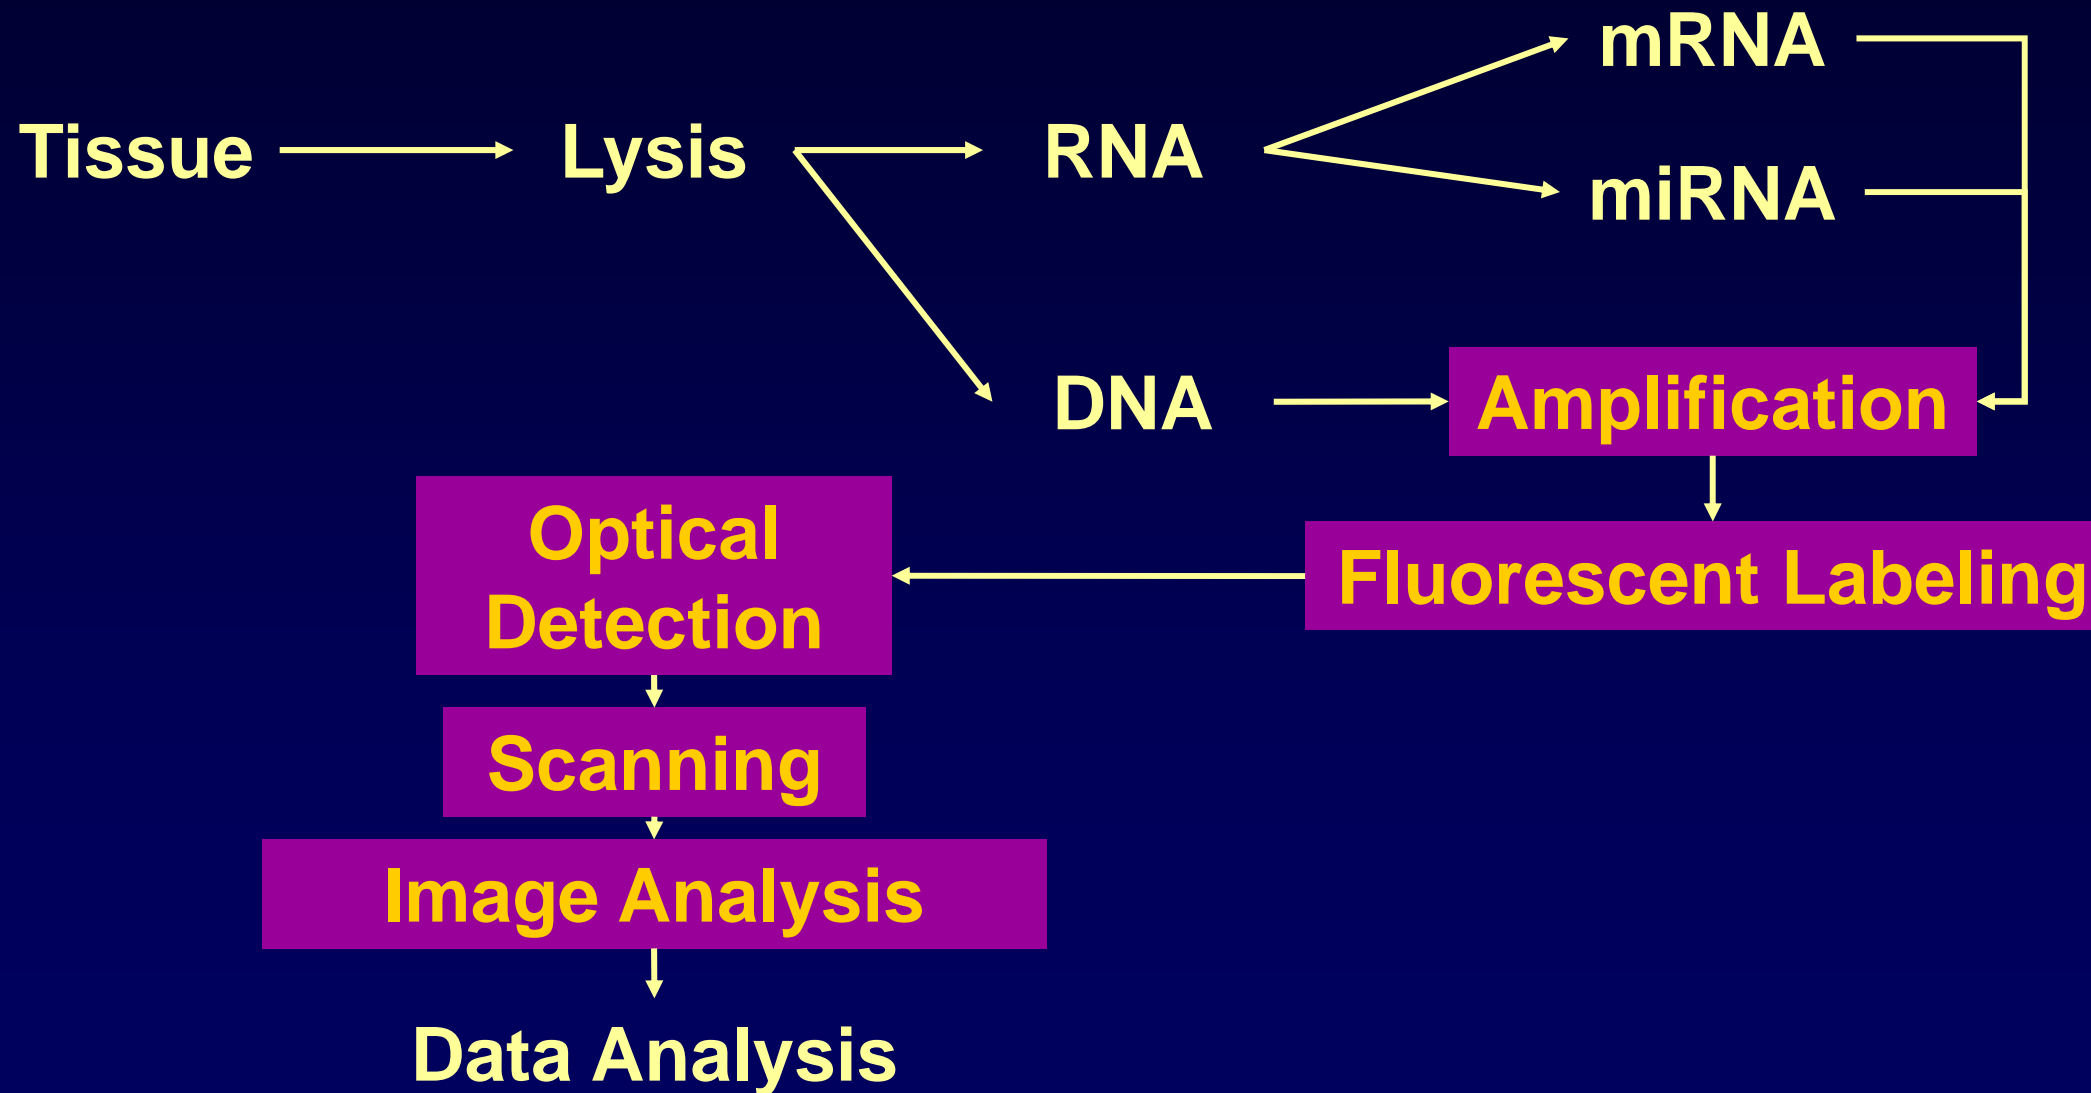 mRNA
Tissue
Lysis
RNA
miRNA
DNA
Amplification
Fluorescent Labeling
Optical
Detection
Scanning
Image Analysis
Data Analysis